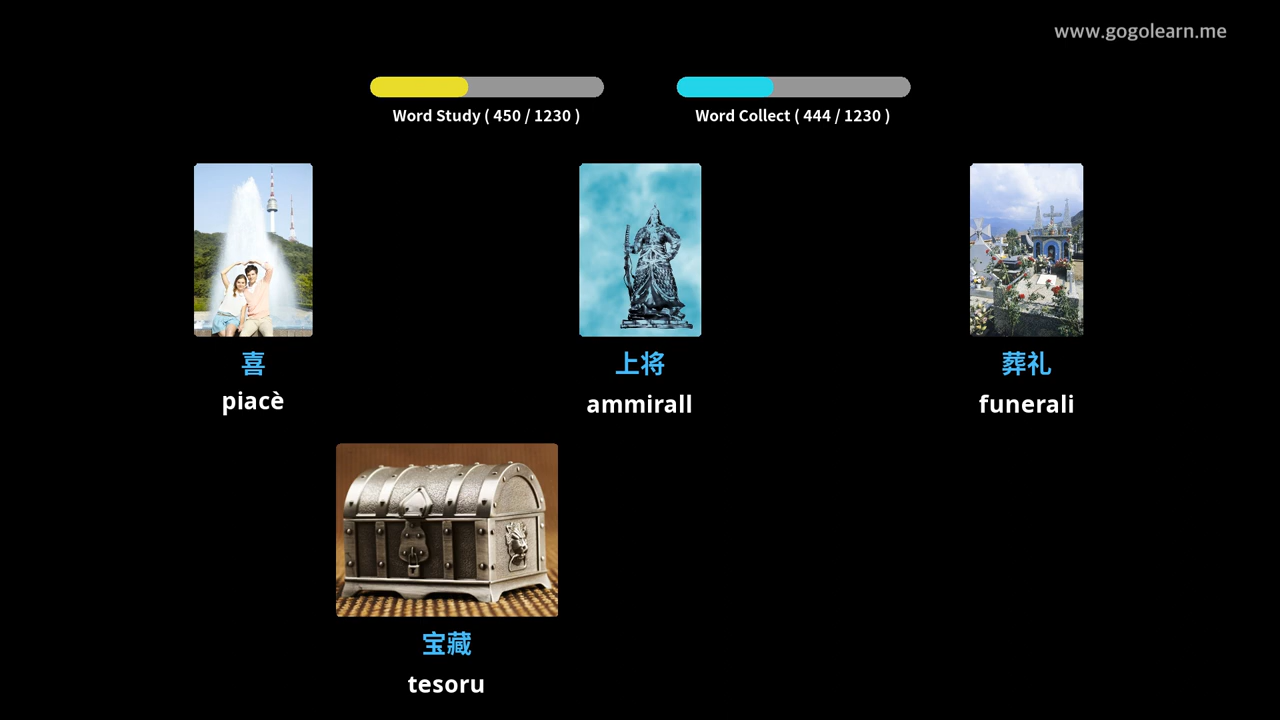 www.gogolearn.me
Word Study ( 450 / 1230 )
Word Collect ( 444 / 1230 )
喜
上将
葬礼
piacè
ammirall
funerali
宝藏
tesoru